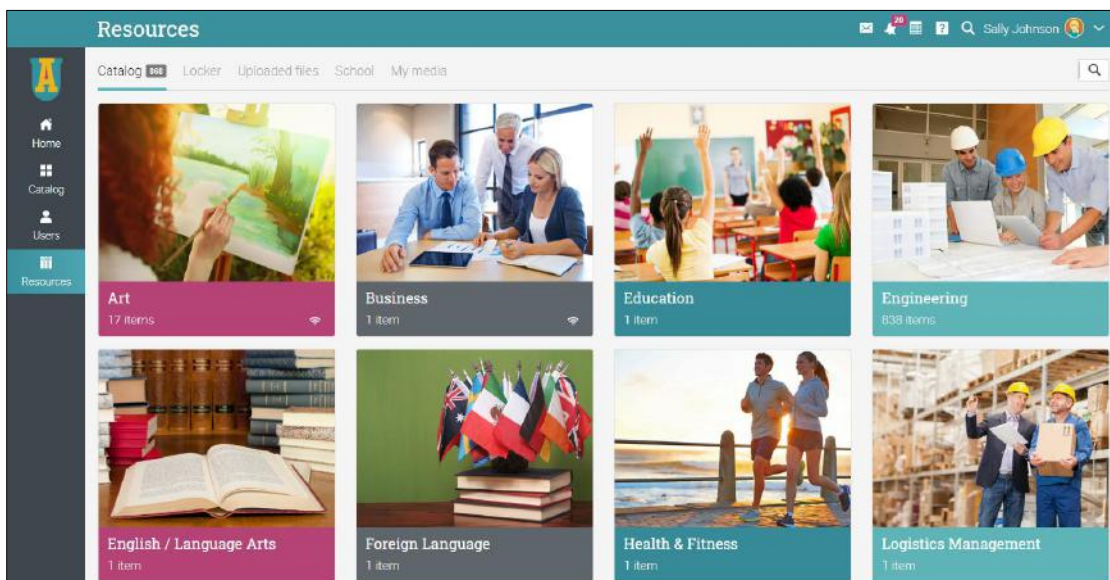 Resources
20
? Sally Johnson
A
Catalog 868 Locker Uploaded files School My media
Home
Catalog
Users
Resources
Art
17 items
Business
1 item
Education
1 item
Engineering
838 items
English / Language Arts
1 item
Foreign Language
1 item
Health & Fitness
1 item
Logistics Management
1 item